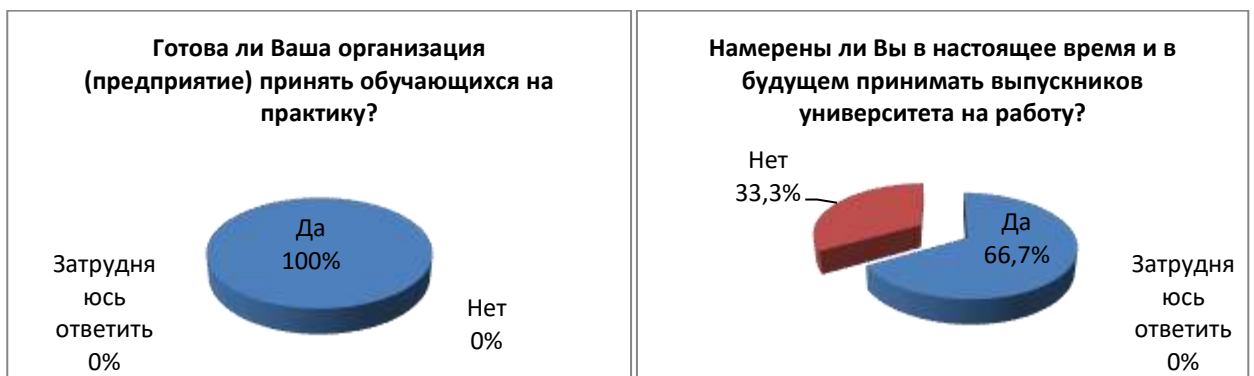 Готова ли Ваша организация
(предприятие) принять обучающихся на
практику?
Да
100%
Затрудня
юсь
ответить
0%
Нет
0%
Намерены ли Вы в настоящее время и в
будущем принимать выпускников
университета на работу?
Нет
33,3%
Да
66,7%
Затрудня
юсь
ответить
0%